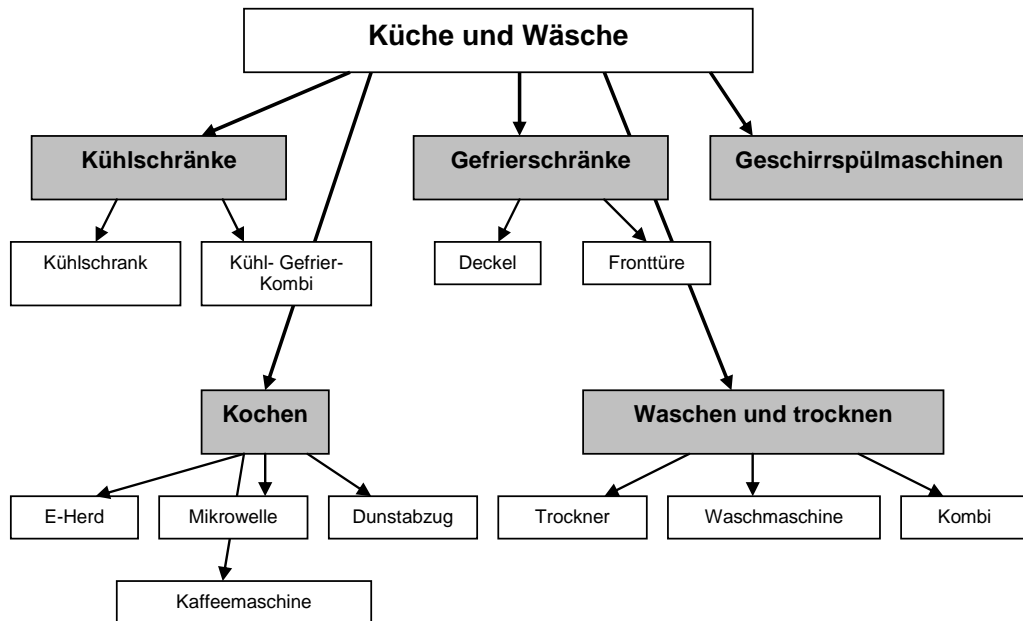 Küche und Wäsche
Kühlschränke
Gefrierschränke
Geschirrspülmaschinen
Kühlschrank
Kühl- Gefrier-
Kombi
Deckel
Fronttüre
Kochen
Waschen und trocknen
E-Herd
Mikrowelle
Dunstabzug
Trockner
Waschmaschine
Kombi
Kaffeemaschine